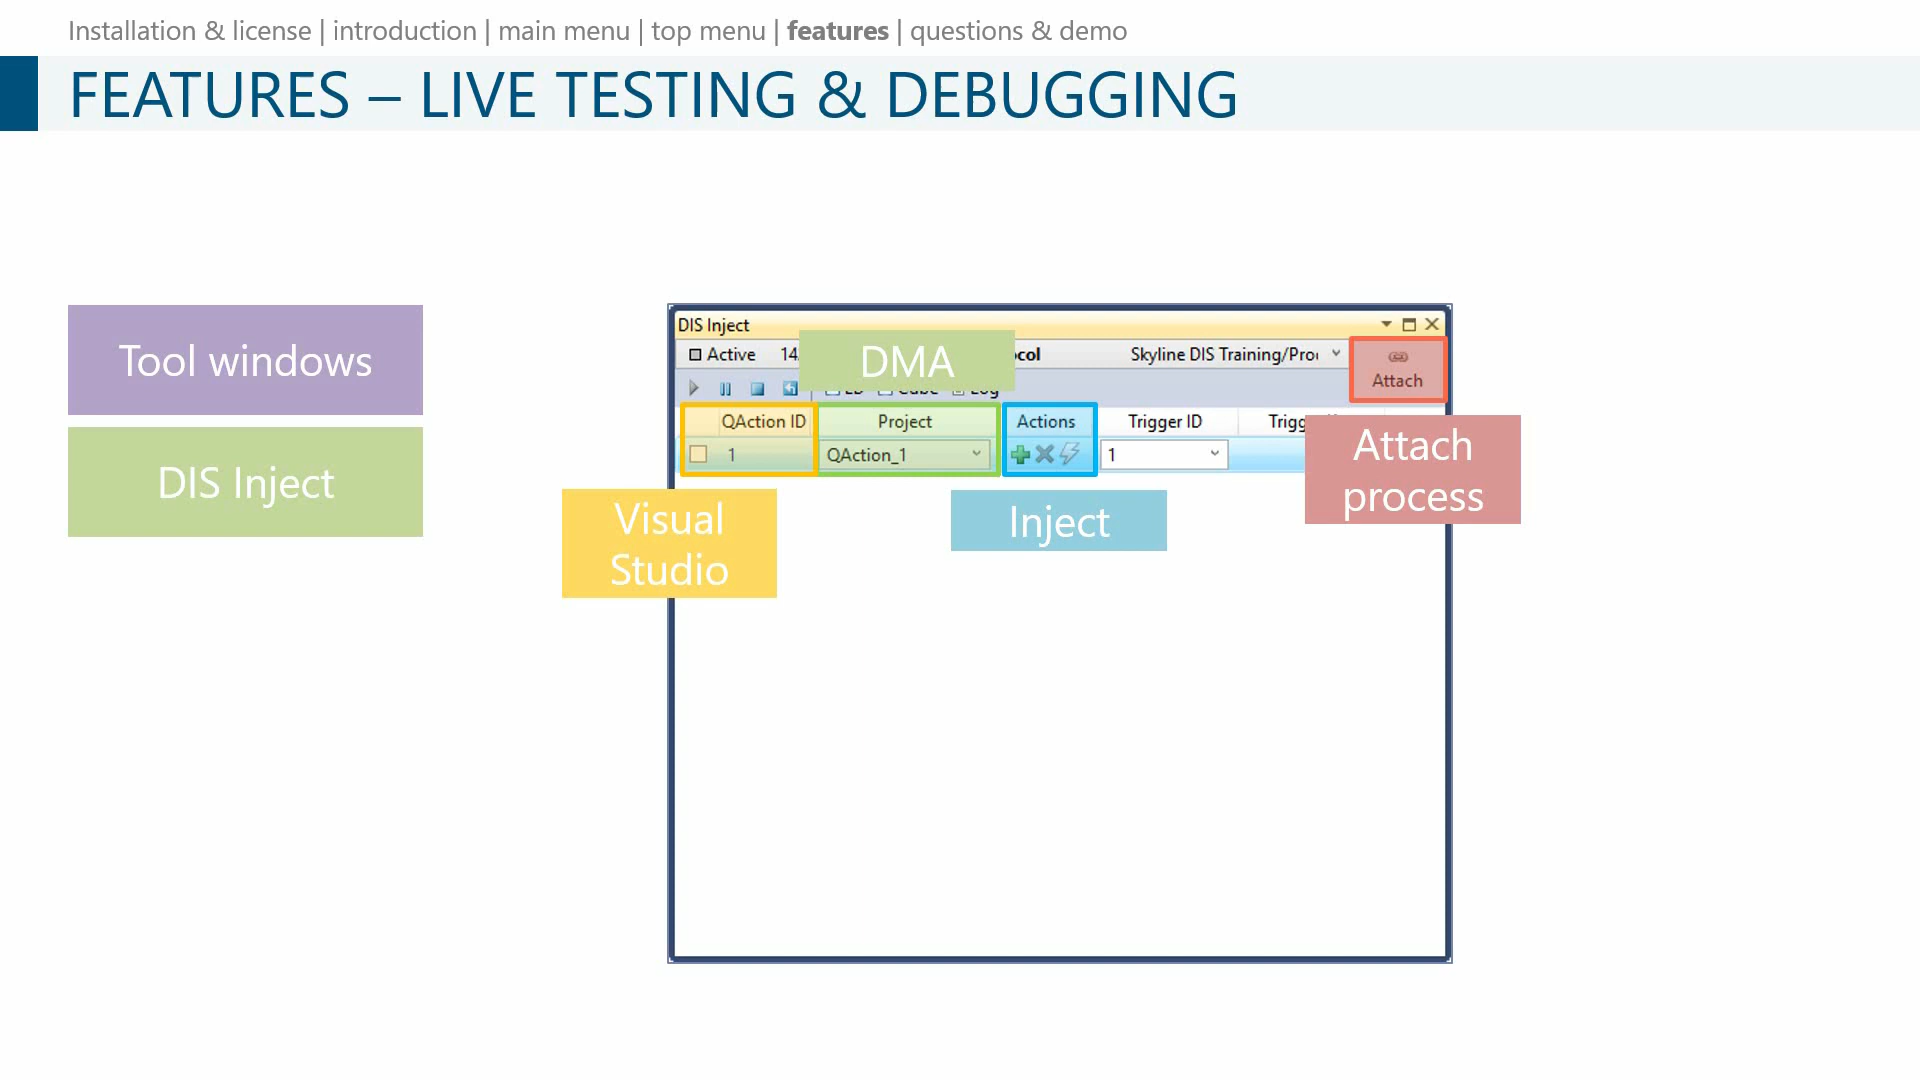 Installation & license | introduction | main menu | top menu | features | questions & demo
FEATURES – LIVE TESTING & DEBUGGING
Tool windows
DIS Inject
DIS Inject
Active 14
DMA
Skyline DIS Training/
Attach
QAction ID Project Actions Trigger ID
1 QAction_1 1
Attach
process
Visual
Studio
Inject